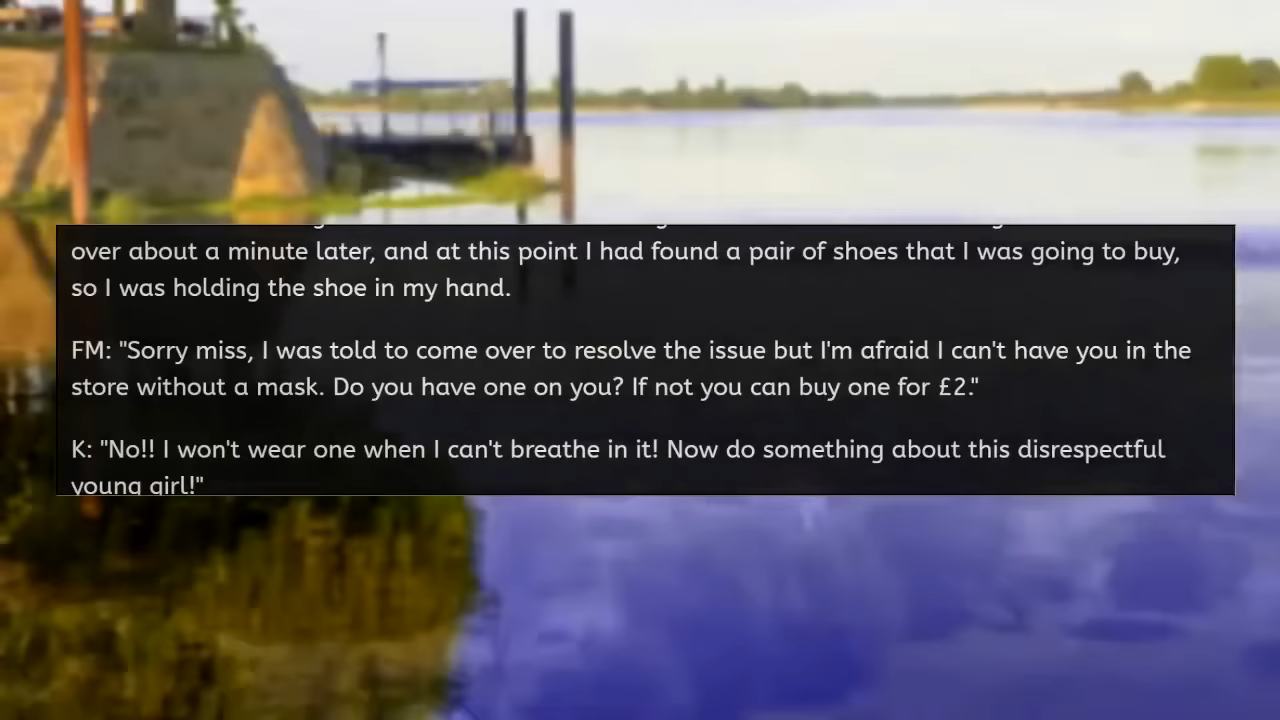 over about a minute later, and at this point I had found a pair of shoes that I was going to buy,
so I was holding the shoe in my hand.
FM: "Sorry miss, I was told to come over to resolve the issue but I'm afraid I can't have you in the
store without a mask. Do you have one on you? If not you can buy one for £2."
K: "No!! I won't wear one when I can't breathe in it! Now do something about this disrespectful
young girl!"